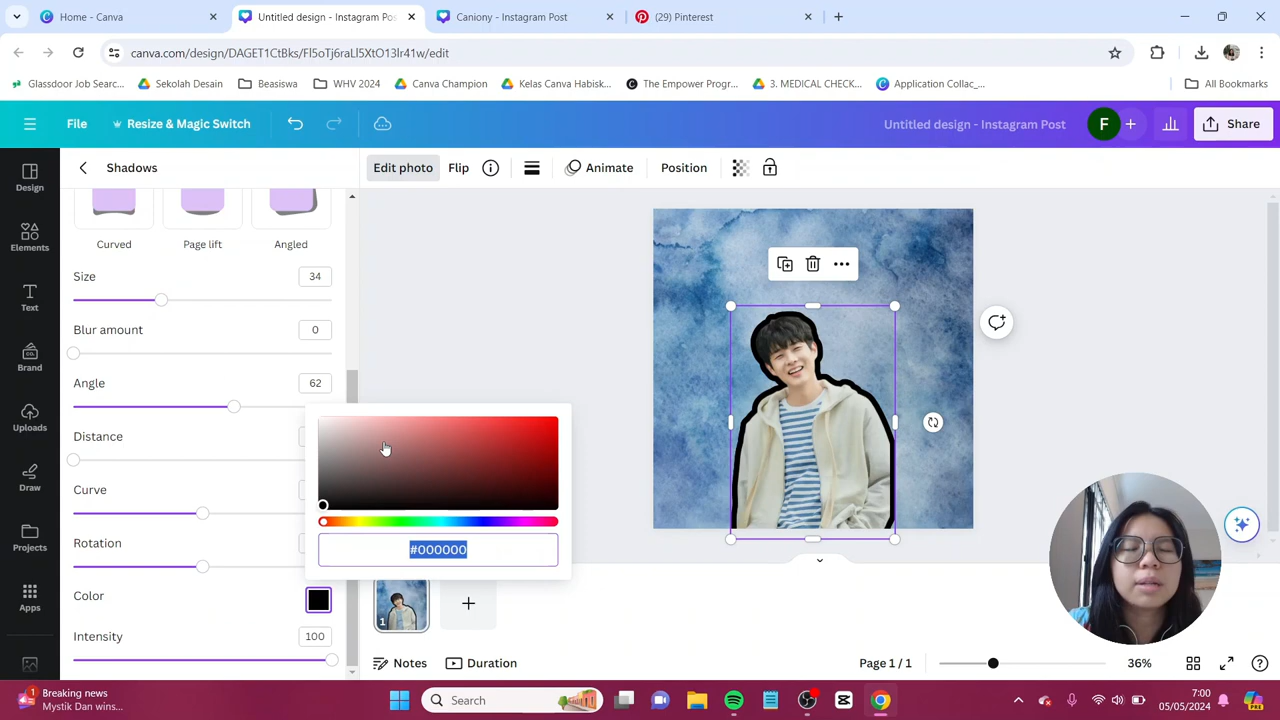 Home - Canva
Untitled design - Instagram Pos
Caniony - Instagram Post
(29) Pinterest
canva.com/design/DAGET1CtBks/Fl5oTj6raLl5XtO13Ir41w/edit
Glassdoor Job Searc...
Sekolah Desain
Beasiswa
WHV 2024
Canva Champion
Kelas Canva Habisk...
The Empower Progr...
3. MEDICAL CHECK...
Application Collac_...
All Bookmarks
File
Resize & Magic Switch
Untitled design - Instagram Post
F
Share
Design
Elements
Text
Brand
Uploads
Draw
Projects
Apps
Shadows
Edit photo
Flip
Animate
Position
Curved
Page lift
Angled
Size
34
Blur amount
0
Angle
62
Distance
Curve
Rotation
Color
Intensity
100
#000000
1
Notes
Duration
Page 1 / 1
36%
1
Breaking news
Mystik Dan wins...
Search
7:00
05/05/2024